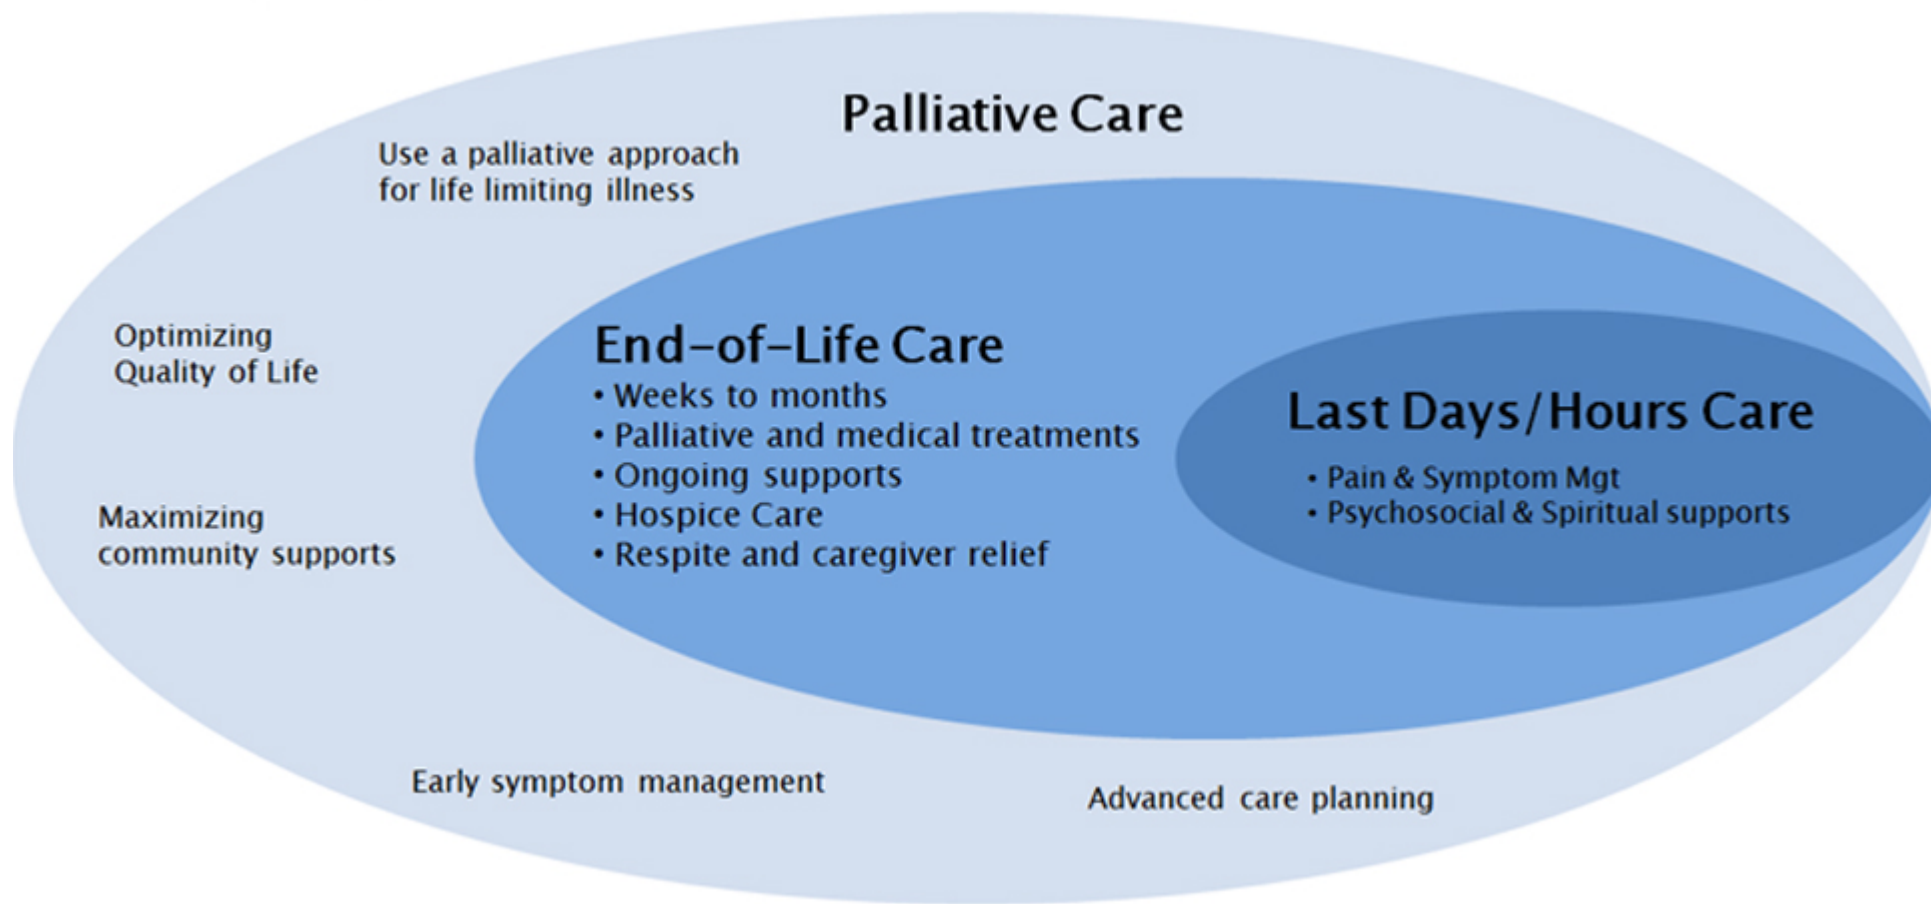 Palliative Care
Use a palliative approach
for life limiting illness
Optimizing
Quality of Life
Maximizing
community supports
End-of-Life Care
• Weeks to months
• Palliative and medical treatments
• Ongoing supports
• Hospice Care
• Respite and caregiver relief
Last Days/Hours Care
• Pain & Symptom Mgt
• Psychosocial & Spiritual supports
Early symptom management
Advanced care planning